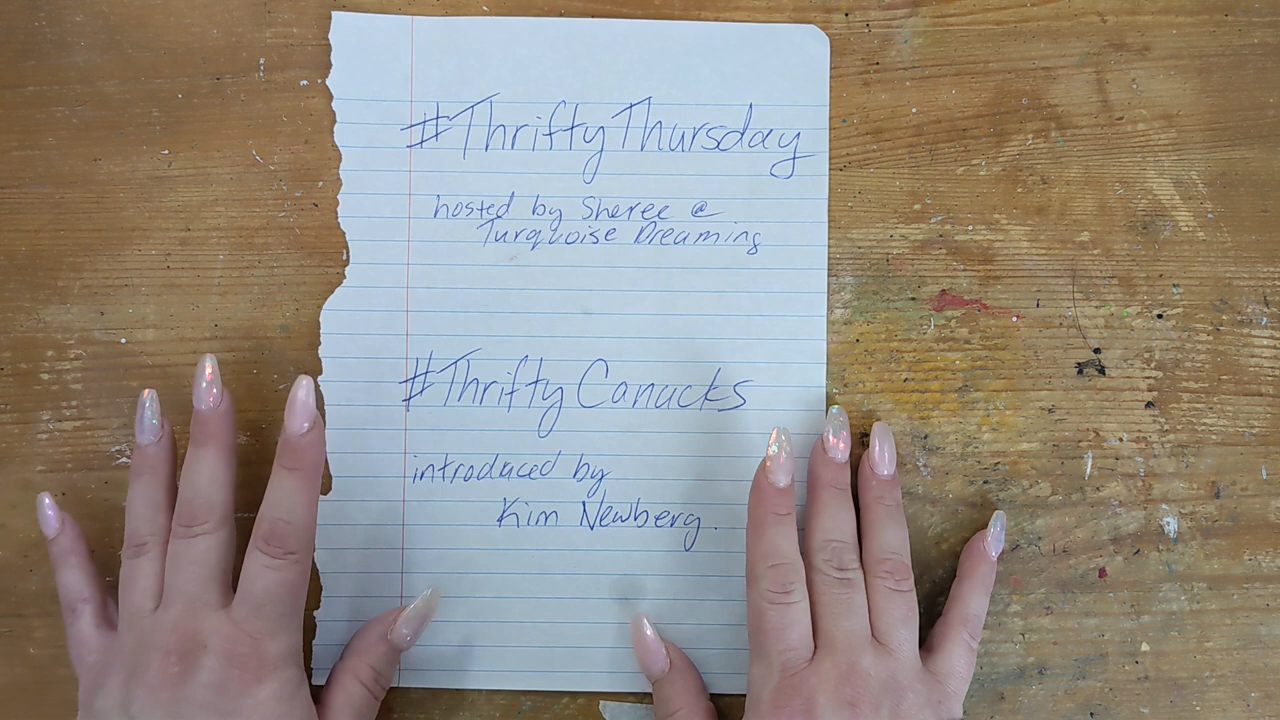 #ThriftyThursday
hosted by Sheree @
Turquoise Dreaming
#ThriftyCanucks
introduced by
Kim Newberg.